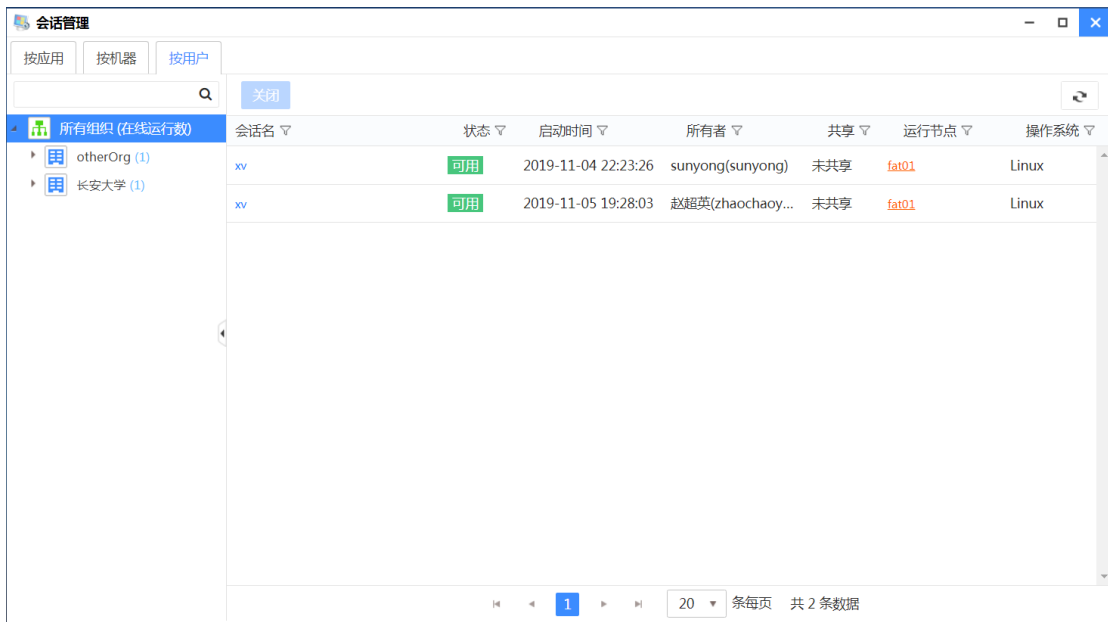 会话管理
按应用 按机器 按用户
关闭
所有组织 (在线运行数)
otherOrg (1)
长安大学 (1)
会话名 状态 启动时间 所有者 共享 运行节点 操作系统
xv 可用 2019-11-04 22:23:26 sunyong(sunyong) 未共享 fat01 Linux
xv 可用 2019-11-05 19:28:03 赵超英(zhaochaoy... 未共享 fat01 Linux
1 20 条每页 共 2 条数据